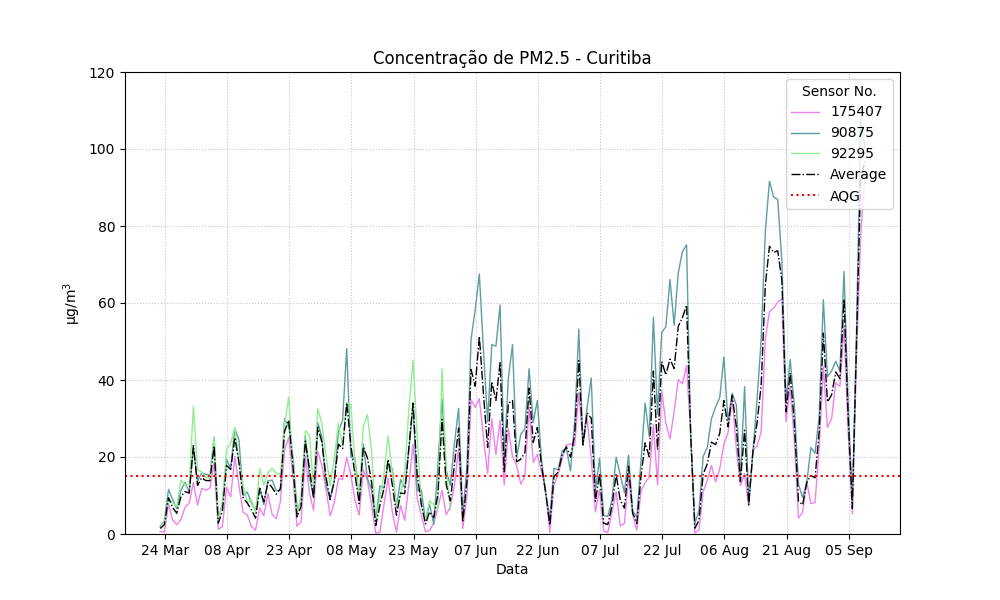 Concentração de PM2.5 - Curitiba
120
100
80
60
40
20
0
µg/m³
Sensor No.
175407
90875
92295
Average
AQG
24 Mar 08 Apr 23 Apr 08 May 23 May 07 Jun 22 Jun 07 Jul 22 Jul 06 Aug 21 Aug 05 Sep
Data